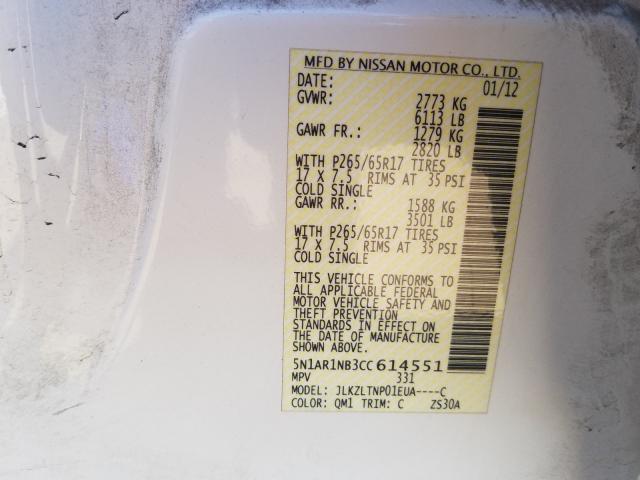 MFD BY NISSAN MOTOR CO., LTD.
DATE: 01/12
GVWR: 2773 KG
6113 LB
GAWR FR.: 1279 KG
2820 LB
WITH P265/65R17 TIRES
17 X 7.5 RIMS AT 35 PSI
COLD SINGLE
GAWR RR.: 1588 KG
3501 LB
WITH P265/65R17 TIRES
17 X 7.5 RIMS AT 35 PSI
COLD SINGLE
THIS VEHICLE CONFORMS TO
ALL APPLICABLE FEDERAL
MOTOR VEHICLE SAFETY AND
THEFT PREVENTION
STANDARDS IN EFFECT ON
THE DATE OF MANUFACTURE
SHOWN ABOVE.
5N1AR1NB3CC614551
MPV 331
MODEL: JLKZLTNP01EUA----C
COLOR: QM1 TRIM: C ZS30A